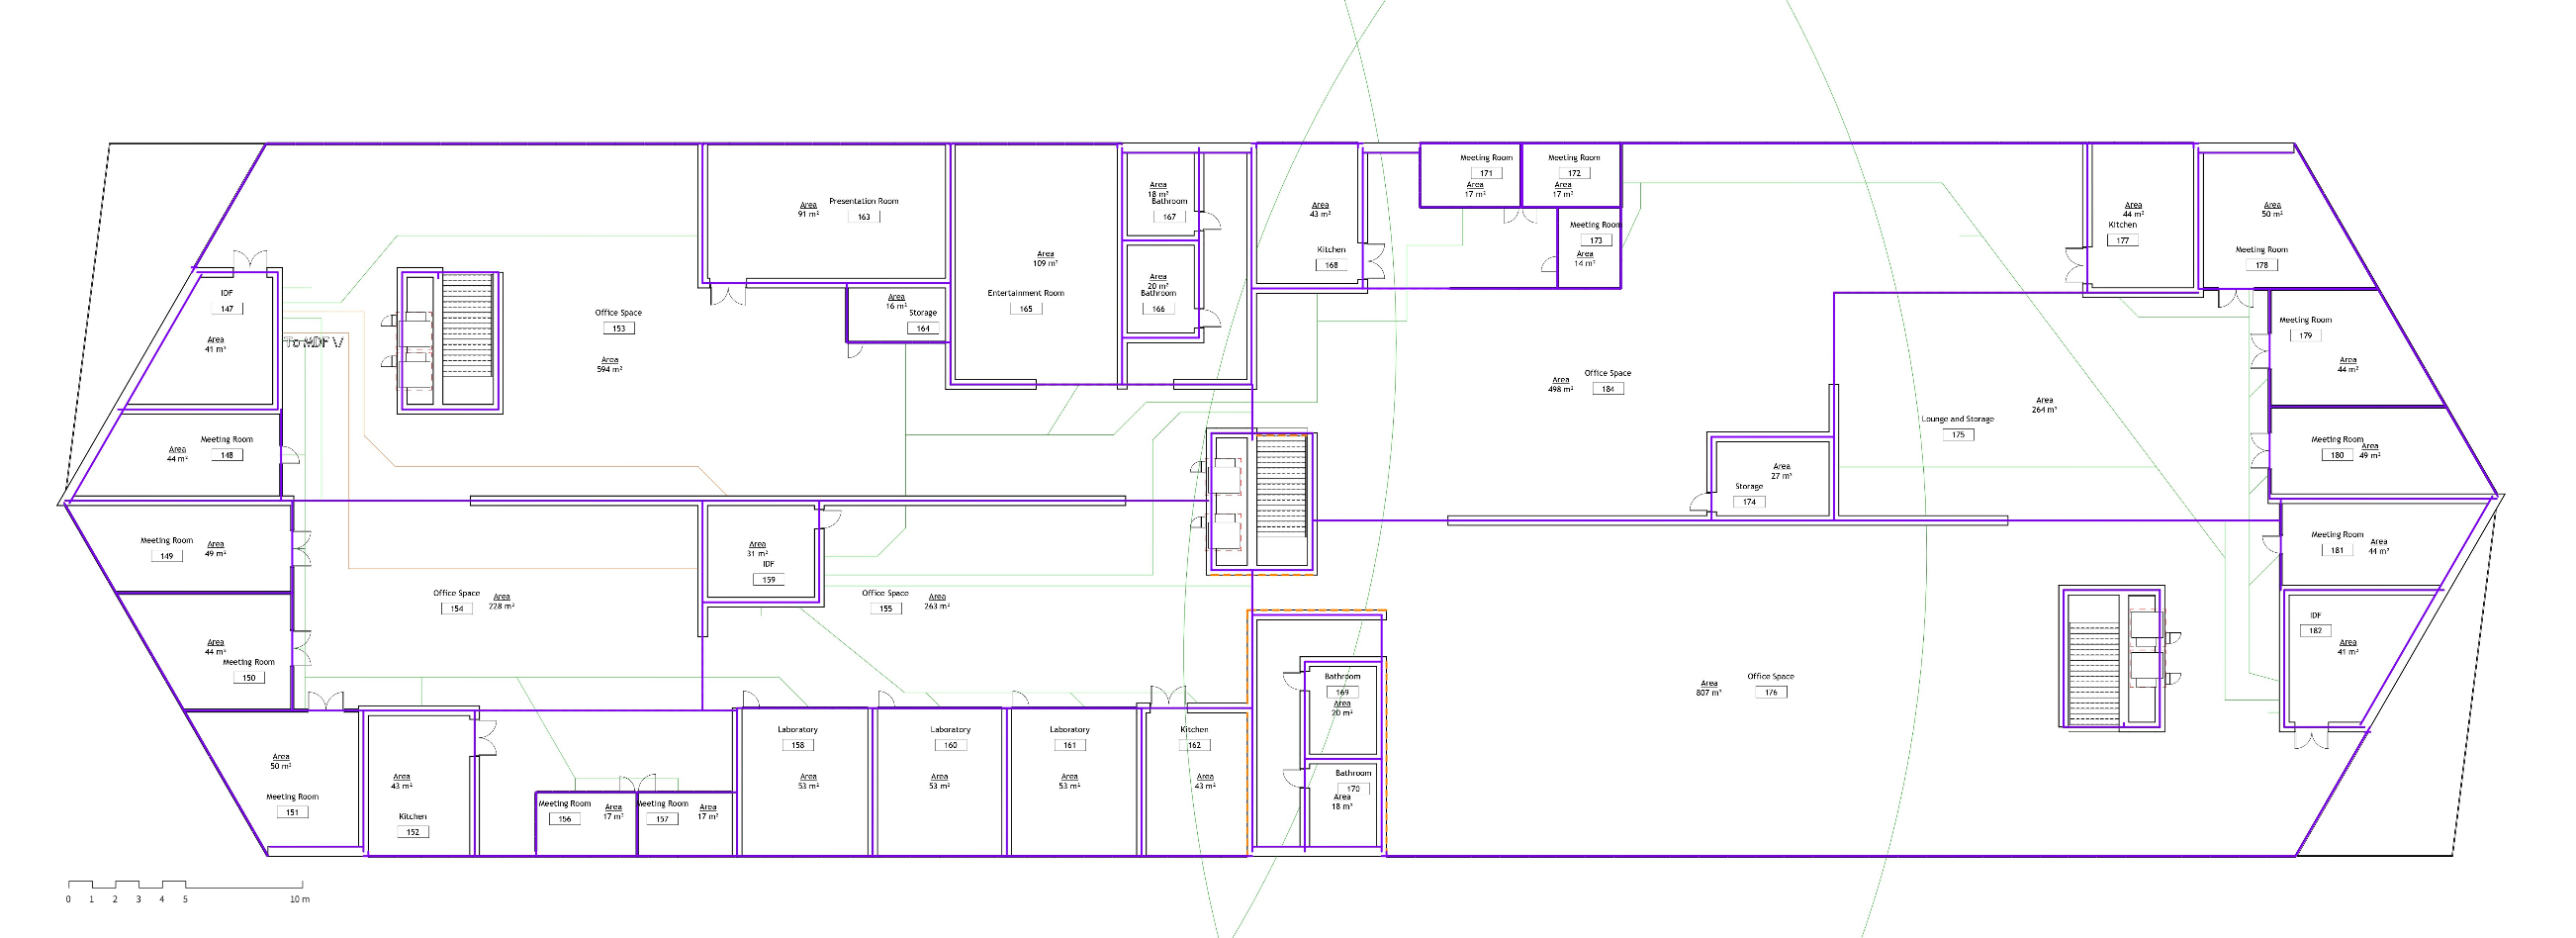 IDF
147
Area
41 m²
To MDF V
Area
44 m²
Meeting Room
148
Meeting Room
149
Area
49 m²
Area
44 m²
Meeting Room
150
Area
50 m²
Meeting Room
151
Area
43 m²
Kitchen
152
Office Space
153
Area
594 m²
Office Space
154
Area
228 m²
Office Space
155
Area
263 m²
Meeting Room
156
Area
17 m²
Meeting Room
157
Area
17 m²
Laboratory
158
Area
53 m²
Area
31 m²
IDF
159
Laboratory
160
Area
53 m²
Laboratory
161
Area
53 m²
Kitchen
162
Area
43 m²
Area
91 m²
Presentation Room
163
Area
16 m²
Storage
164
Area
109 m²
Entertainment Room
165
Area
20 m²
Bathroom
166
Area
18 m²
Bathroom
167
Area
43 m²
Kitchen
168
Bathroom
169
Area
20 m²
Bathroom
170
Area
18 m²
Meeting Room
171
Area
17 m²
Meeting Room
172
Area
17 m²
Meeting Room
173
Area
14 m²
Area
498 m²
Office Space
184
Area
27 m²
Storage
174
Lounge and Storage
175
Area
264 m²
Area
807 m²
Office Space
176
Area
44 m²
Kitchen
177
Area
50 m²
Meeting Room
178
Meeting Room
179
Area
44 m²
Meeting Room
180
Area
49 m²
Meeting Room
181
Area
44 m²
IDF
182
Area
41 m²
0 1 2 3 4 5 10 m